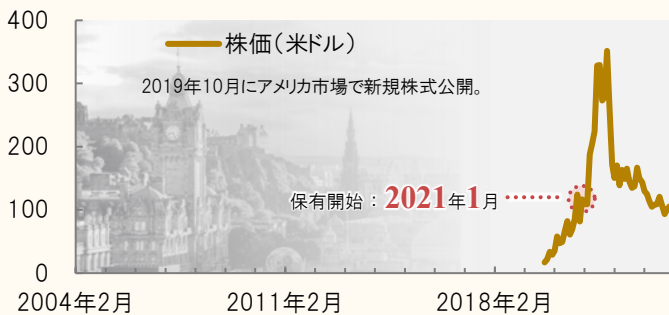 400
株価（米ドル）
2019年10月にアメリカ市場で新規株式公開。
300
200
保有開始：2021年1月
100
0
2004年2月 2011年2月 2018年2月